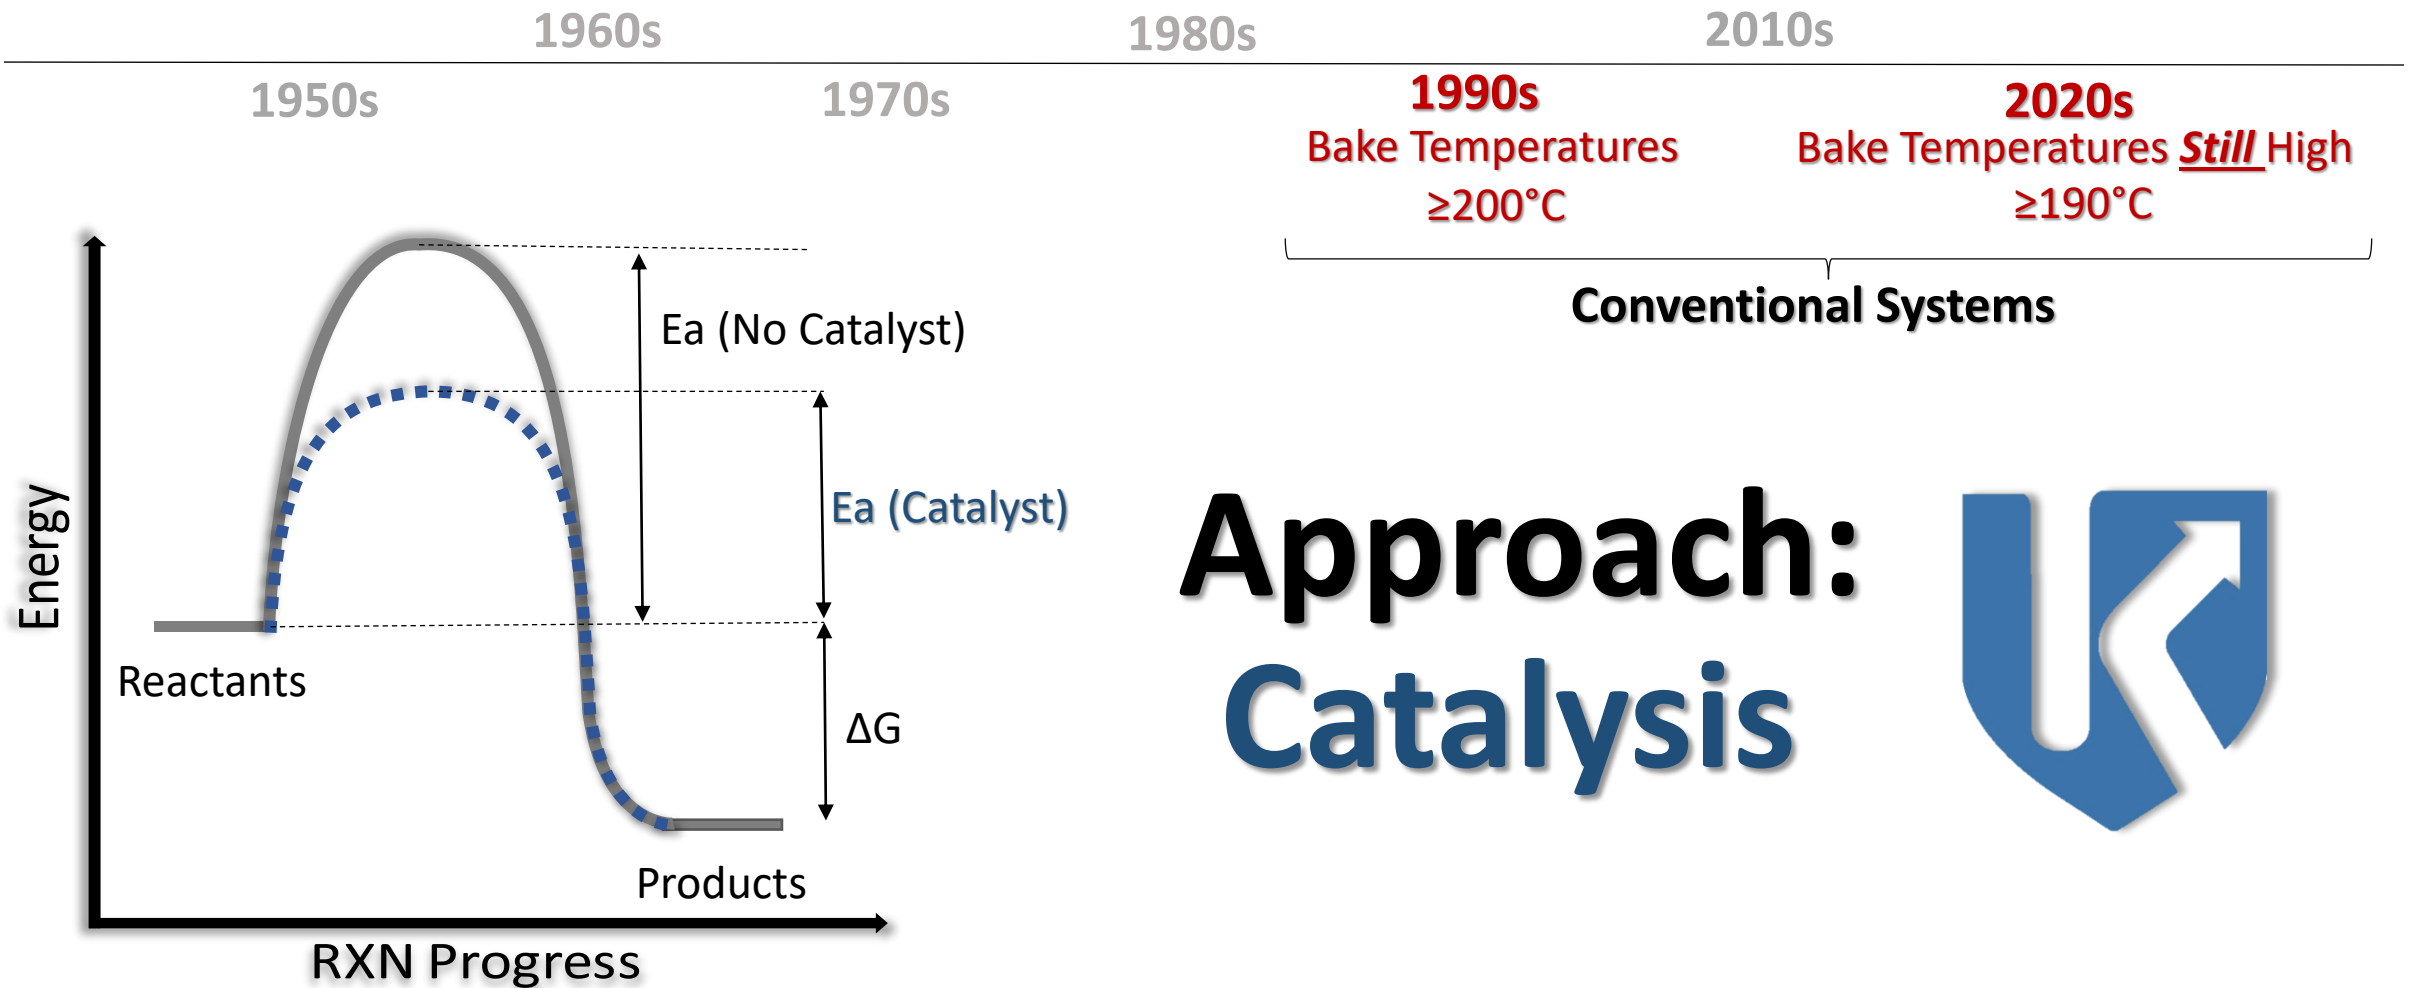 1960s
1980s
2010s
1950s
1970s
1990s
Bake Temperatures
≥200°C
2020s
Bake Temperatures Still High
≥190°C
Conventional Systems
Energy
Ea (No Catalyst)
Ea (Catalyst)
Reactants
ΔG
Products
RXN Progress
Approach:
Catalysis